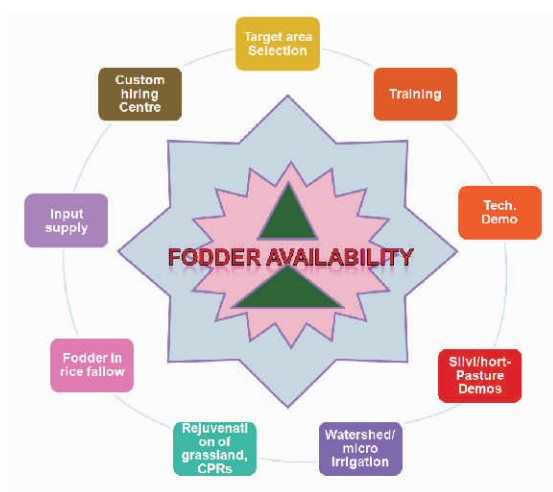 Target area
Selection
Training
Tech.
Demo
Silvi/hort-
Pasture
Demos
Watershed/
micro
Irrigation
Rejuvenati
on of
grassland,
CPRs
Fodder in
rice fallow
Input
supply
Custom
hiring
Centre
FODDER AVAILABILITY